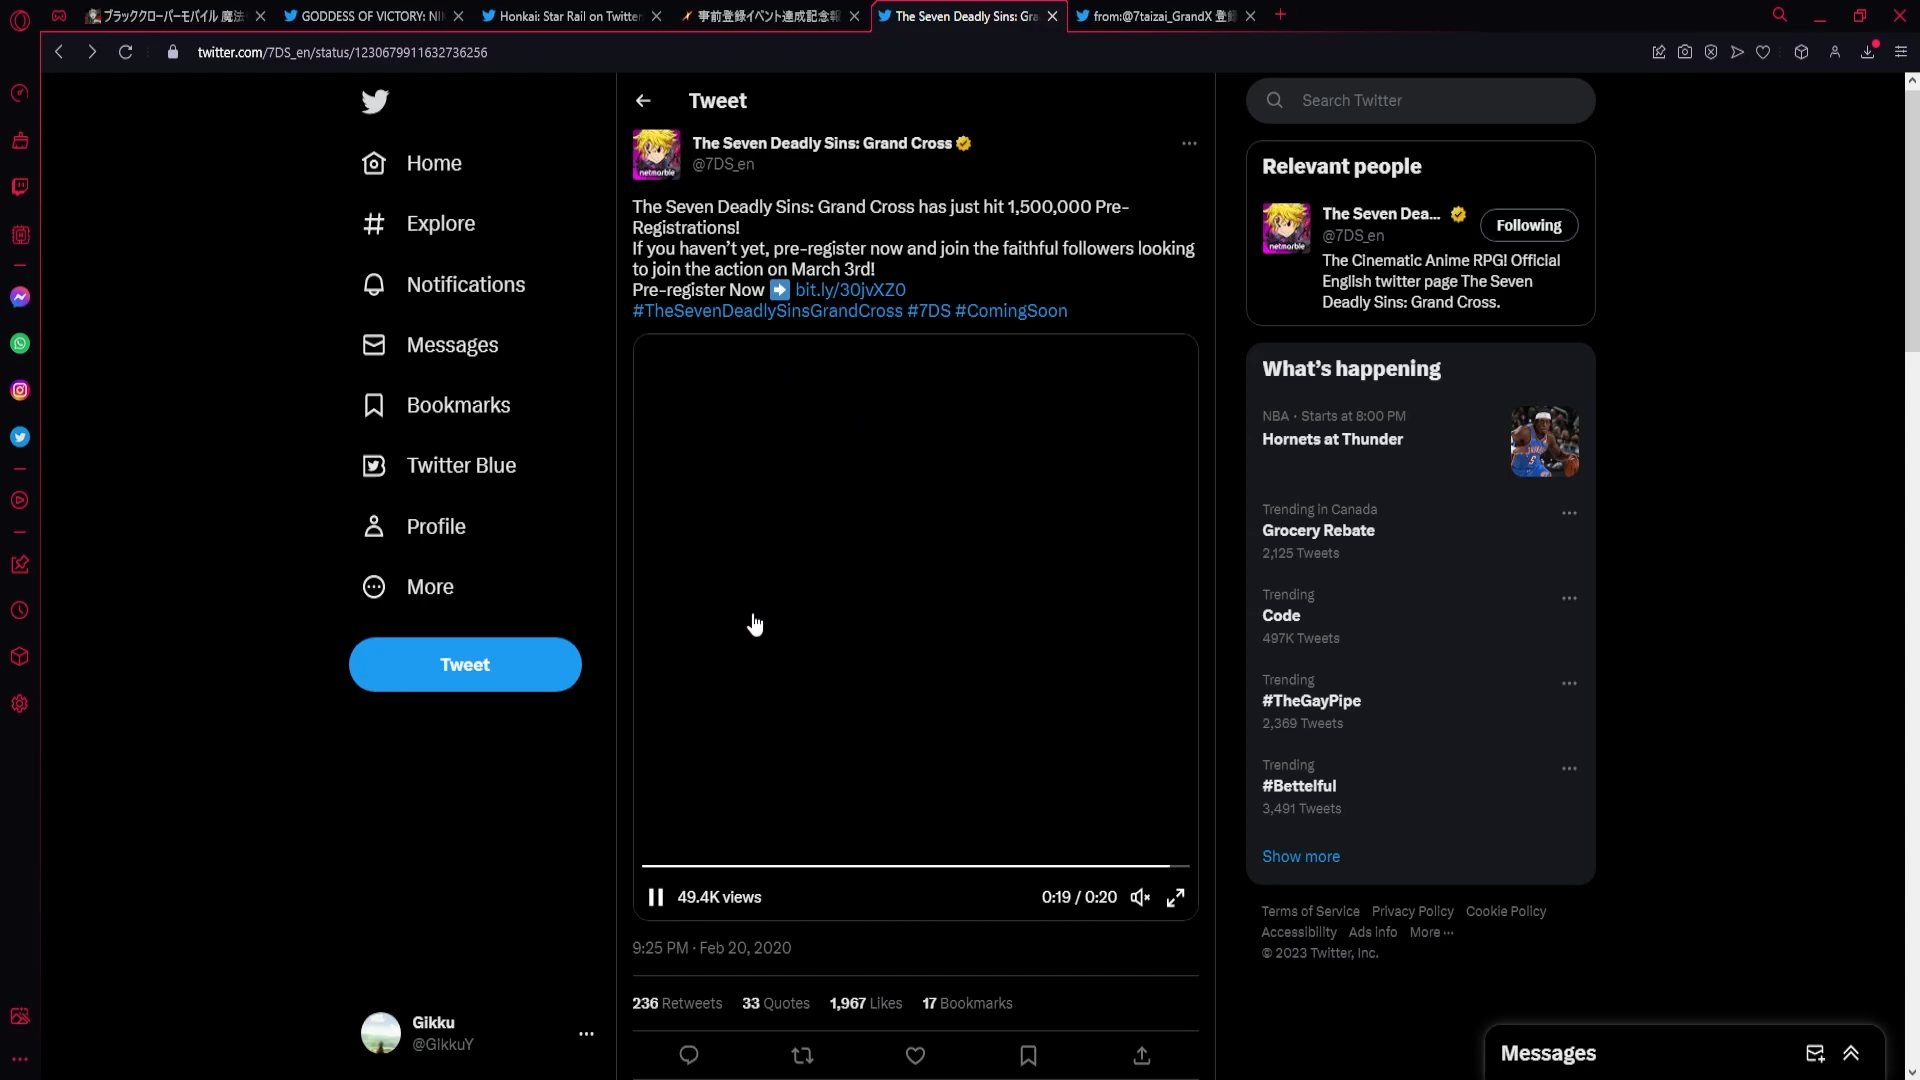 ブラッククローバーモバイル 魔法
GODDESS OF VICTORY: NI
Honkai: Star Rail on Twitter
事前登録イベント達成記念報
The Seven Deadly Sins: Gra
from:@7taizai_GrandX 登録
twitter.com/7DS_en/status/1230679911632736256
Home
Explore
Notifications
Messages
Bookmarks
Twitter Blue
Profile
More
Tweet
Gikku
@GikkuY
Tweet
netmarble
The Seven Deadly Sins: Grand Cross
@7DS_en
The Seven Deadly Sins: Grand Cross has just hit 1,500,000 Pre-
Registrations!
If you haven't yet, pre-register now and join the faithful followers looking
to join the action on March 3rd!
Pre-register Now ➡ bit.ly/30jvXZ0
#TheSevenDeadlySinsGrandCross #7DS #ComingSoon
49.4K views
0:19 / 0:20
9:25 PM · Feb 20, 2020
236 Retweets 33 Quotes 1,967 Likes 17 Bookmarks
Search Twitter
Relevant people
netmarble
The Seven Dea...
@7DS_en
Following
The Cinematic Anime RPG! Official
English twitter page The Seven
Deadly Sins: Grand Cross.
What's happening
NBA · Starts at 8:00 PM
Hornets at Thunder
Trending in Canada
Grocery Rebate
2,125 Tweets
Trending
Code
497K Tweets
Trending
#TheGayPipe
2,369 Tweets
Trending
#Bettelful
3,491 Tweets
Show more
Terms of Service Privacy Policy Cookie Policy
Accessibility Ads info More ···
© 2023 Twitter, Inc.
Messages